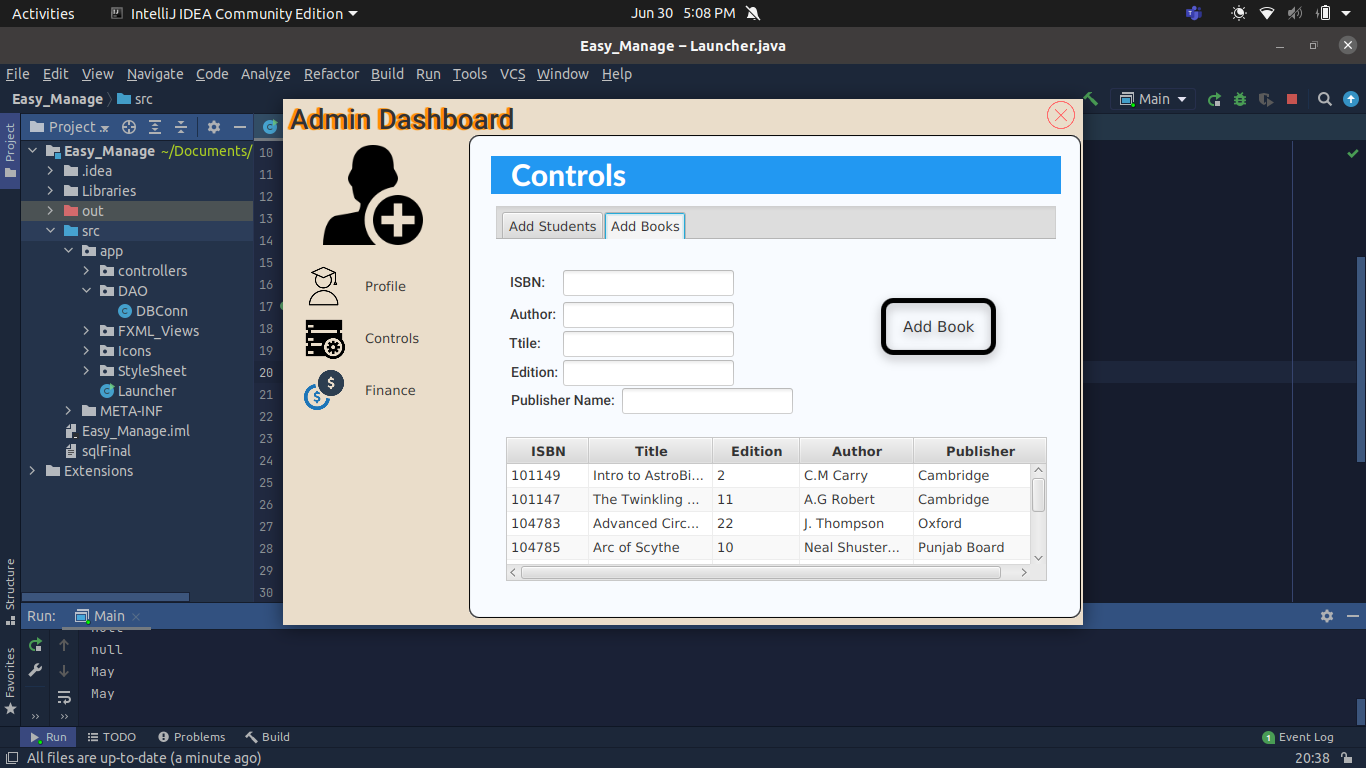 Activities IntelliJ IDEA Community Edition Jun 30 5:08 PM
Easy_Manage – Launcher.java
File Edit View Navigate Code Analyze Refactor Build Run Tools VCS Window Help
Easy_Manage src Main
Project
Project
Easy_Manage ~/Documents/
.idea
Libraries
out
src
app
controllers
DAO
DBConn
FXML_Views
Icons
StyleSheet
Launcher
META-INF
Easy_Manage.iml
sqlFinal
Extensions
10
11
12
13
14
15
16
17
18
19
20
21
22
23
24
25
26
27
28
29
30
Admin Dashboard
Profile
Controls
Finance
Controls
Add Students Add Books
ISBN:
Author:
Ttile:
Edition:
Publisher Name:
Add Book
ISBN Title Edition Author Publisher
101149 Intro to AstroBi... 2 C.M Carry Cambridge
101147 The Twinkling ... 11 A.G Robert Cambridge
104783 Advanced Circ... 22 J. Thompson Oxford
104785 Arc of Scythe 10 Neal Shuster... Punjab Board
Structure
Favorites
Run: Main
null
null
May
May
Run TODO Problems Build 1 Event Log
All files are up-to-date (a minute ago) 20:38